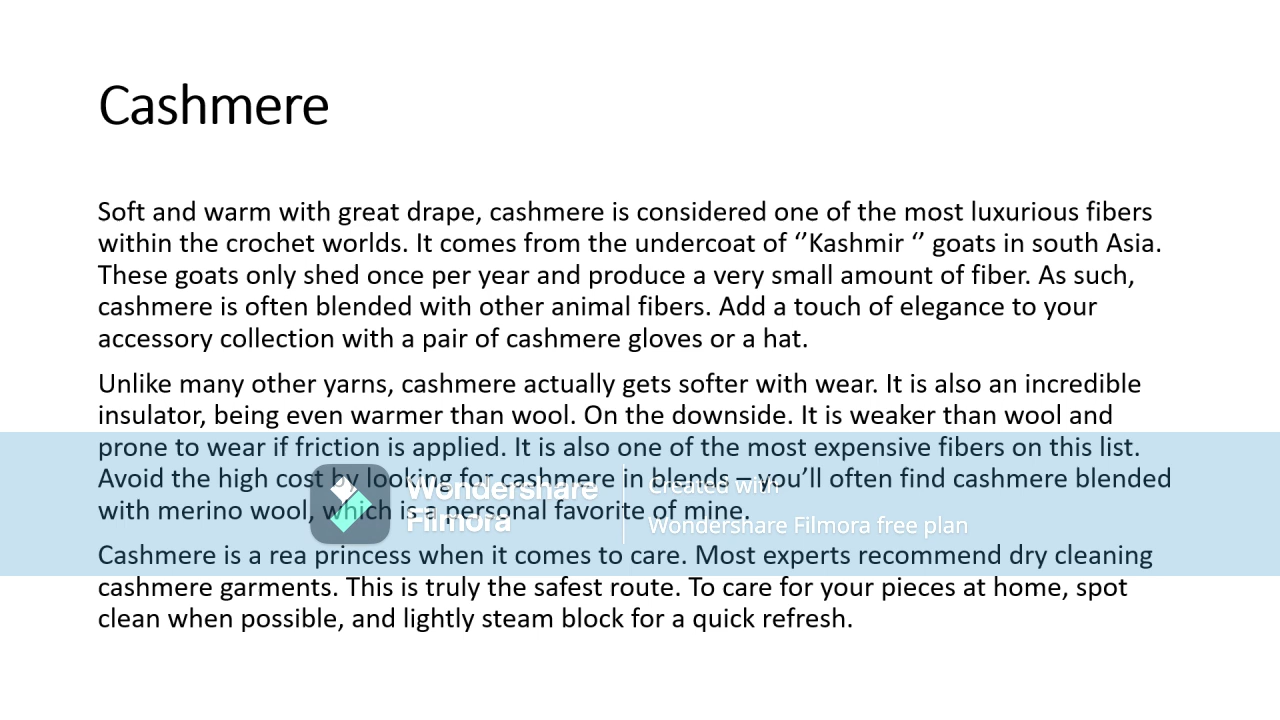 Cashmere
Soft and warm with great drape, cashmere is considered one of the most luxurious fibers
within the crochet worlds. It comes from the undercoat of ‘’Kashmir ‘’ goats in south Asia.
These goats only shed once per year and produce a very small amount of fiber. As such,
cashmere is often blended with other animal fibers. Add a touch of elegance to your
accessory collection with a pair of cashmere gloves or a hat.
Unlike many other yarns, cashmere actually gets softer with wear. It is also an incredible
insulator, being even warmer than wool. On the downside. It is weaker than wool and
prone to wear if friction is applied. It is also one of the most expensive fibers on this list.
Avoid the high cost by looking for cashmere in blends – you’ll often find cashmere blended
with merino wool, which is a personal favorite of mine.
Wondershare
Filmora
Created with
Wondershare Filmora free plan
Cashmere is a rea princess when it comes to care. Most experts recommend dry cleaning
cashmere garments. This is truly the safest route. To care for your pieces at home, spot
clean when possible, and lightly steam block for a quick refresh.